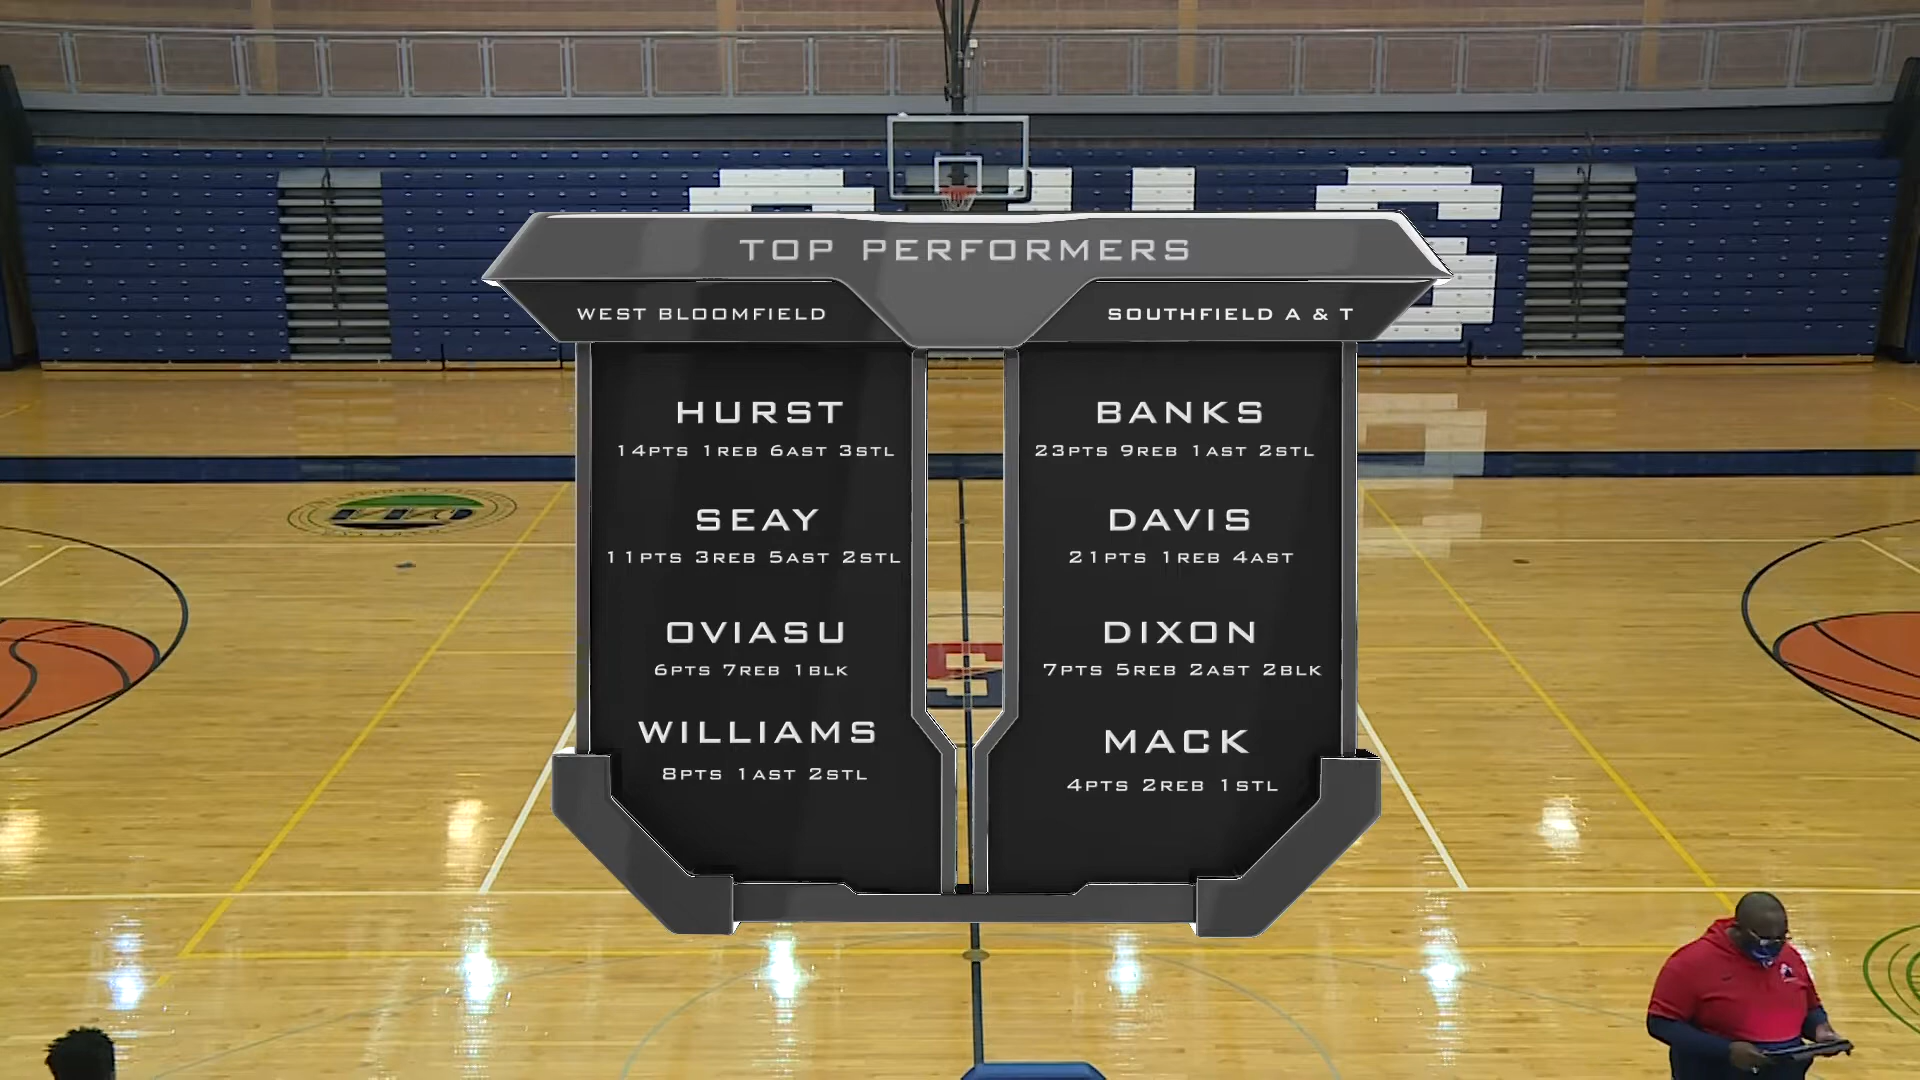 TOP PERFORMERS
WEST BLOOMFIELD
HURST
14PTS 1REB 6AST 3STL
SEAY
11PTS 3REB 5AST 2STL
OVIASU
6PTS 7REB 1BLK
WILLIAMS
8PTS 1AST 2STL
SOUTHFIELD A & T
BANKS
23PTS 9REB 1AST 2STL
DAVIS
21PTS 1REB 4AST
DIXON
7PTS 5REB 2AST 2BLK
MACK
4PTS 2REB 1STL